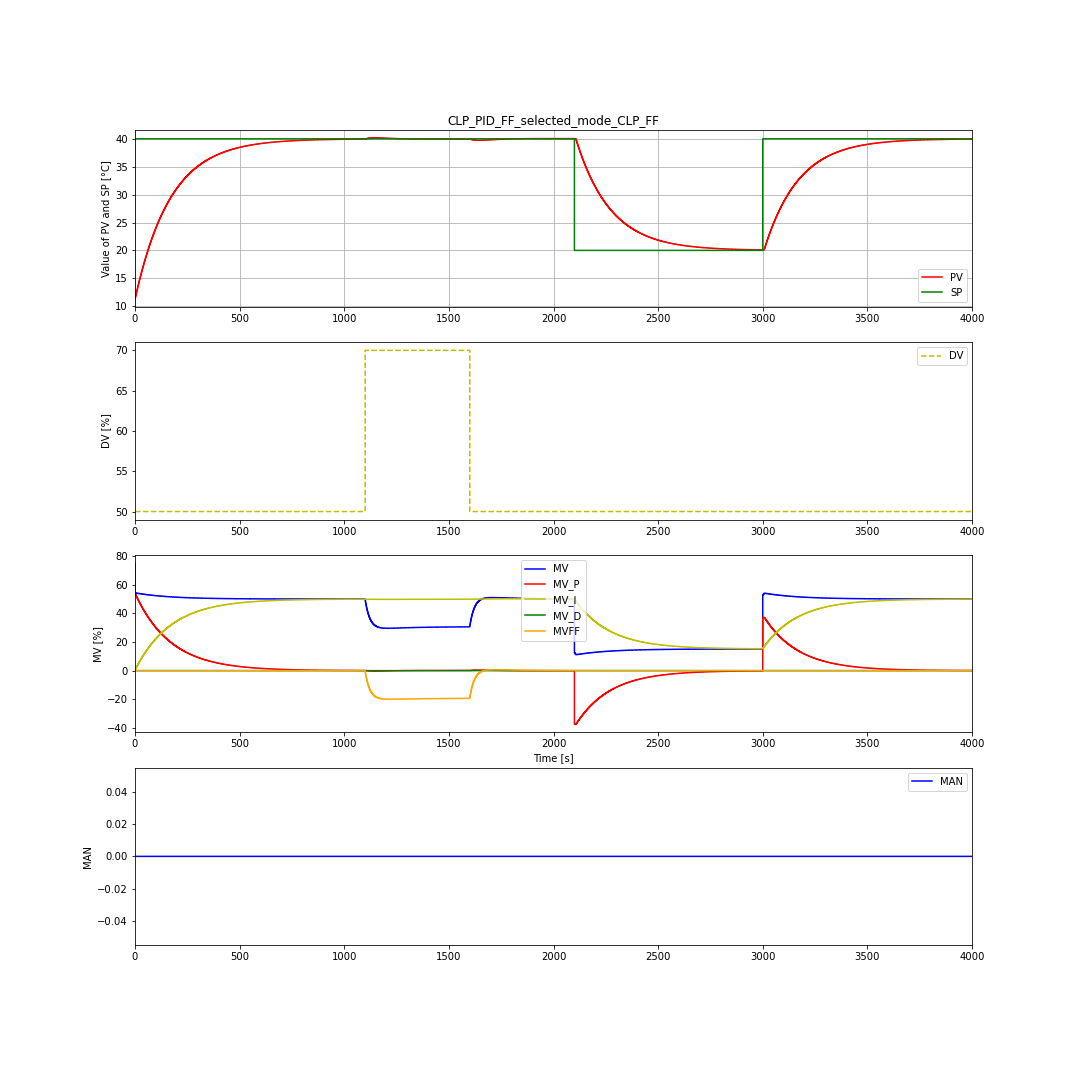 CLP_PID_FF_selected_mode_CLP_FF
Value of PV and SP [°C]
40
35
30
25
20
15
10
0 500 1000 1500 2000 2500 3000 3500 4000
PV
SP
DV [%]
70
65
60
55
50
0 500 1000 1500 2000 2500 3000 3500 4000
DV
MV [%]
80
60
40
20
0
−20
−40
0 500 1000 1500 2000 2500 3000 3500 4000
Time [s]
MV
MV_P
MV_I
MV_D
MVFF
MAN
0.04
0.02
0.00
−0.02
−0.04
0 500 1000 1500 2000 2500 3000 3500 4000
MAN